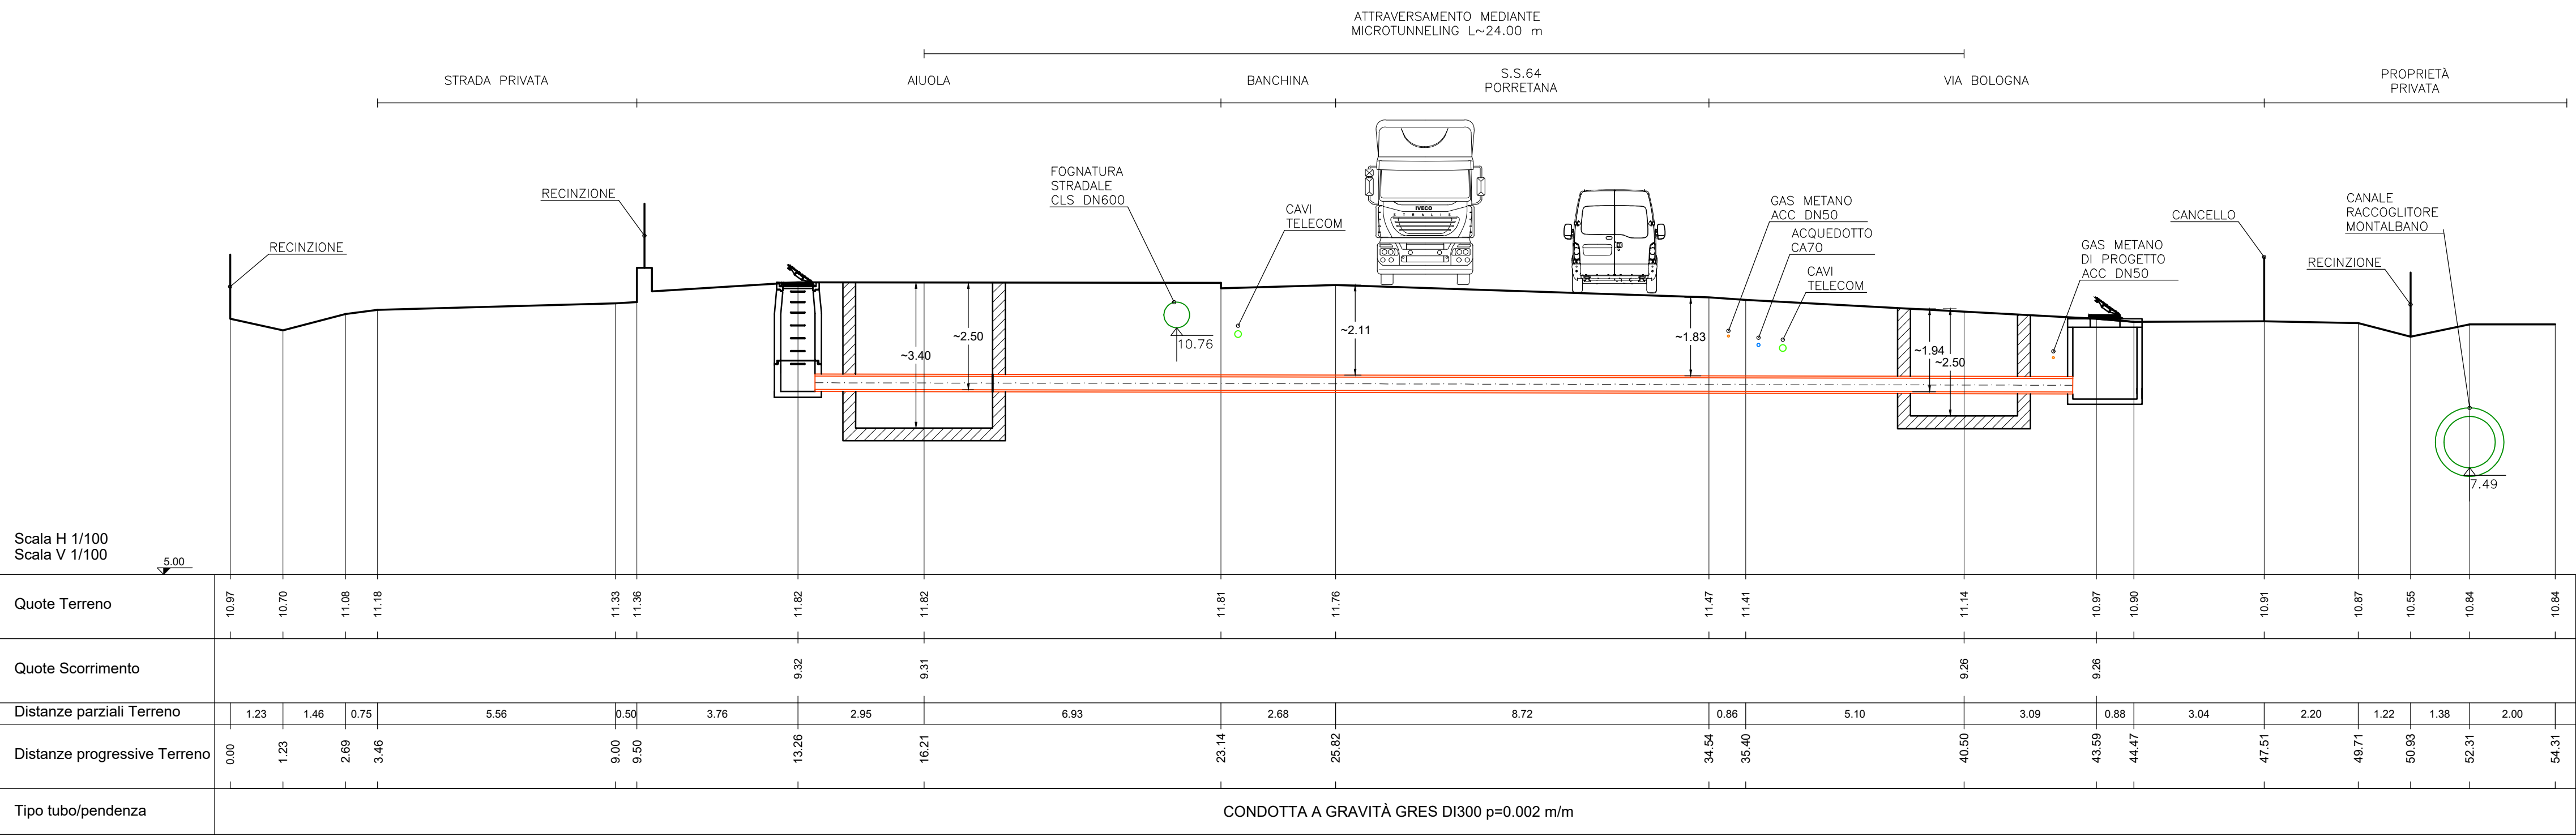 ATTRAVERSAMENTO MEDIANTE
MICROTUNNELING L~24.00 m
STRADA PRIVATA
AIUOLA
BANCHINA
S.S.64
PORRETANA
VIA BOLOGNA
PROPRIETÀ
PRIVATA
RECINZIONE
RECINZIONE
FOGNATURA
STRADALE
CLS DN600
CAVI
TELECOM
IVECO
STRALIS
GAS METANO
ACC DN50
ACQUEDOTTO
CA70
CAVI
TELECOM
GAS METANO
DI PROGETTO
ACC DN50
CANCELLO
RECINZIONE
CANALE
RACCOGLITORE
MONTALBANO
~3.40
~2.50
10.76
~2.11
~1.83
~1.94
~2.50
7.49
Scala H 1/100
Scala V 1/100
5.00
Quote Terreno
10.97 10.70 11.08 11.18 11.33 11.36 11.82 11.82 11.81 11.76 11.47 11.41 11.14 10.97 10.90 10.91 10.87 10.55 10.84 10.84
Quote Scorrimento
9.32 9.31 9.26 9.26
Distanze parziali Terreno
1.23 1.46 0.75 5.56 0.50 3.76 2.95 6.93 2.68 8.72 0.86 5.10 3.09 0.88 3.04 2.20 1.22 1.38 2.00
Distanze progressive Terreno
0.00 1.23 2.69 3.46 9.00 9.50 13.26 16.21 23.14 25.82 34.54 35.40 40.50 43.59 44.47 47.51 49.71 50.93 52.31 54.31
Tipo tubo/pendenza
CONDOTTA A GRAVITÀ GRES DI300 p=0.002 m/m